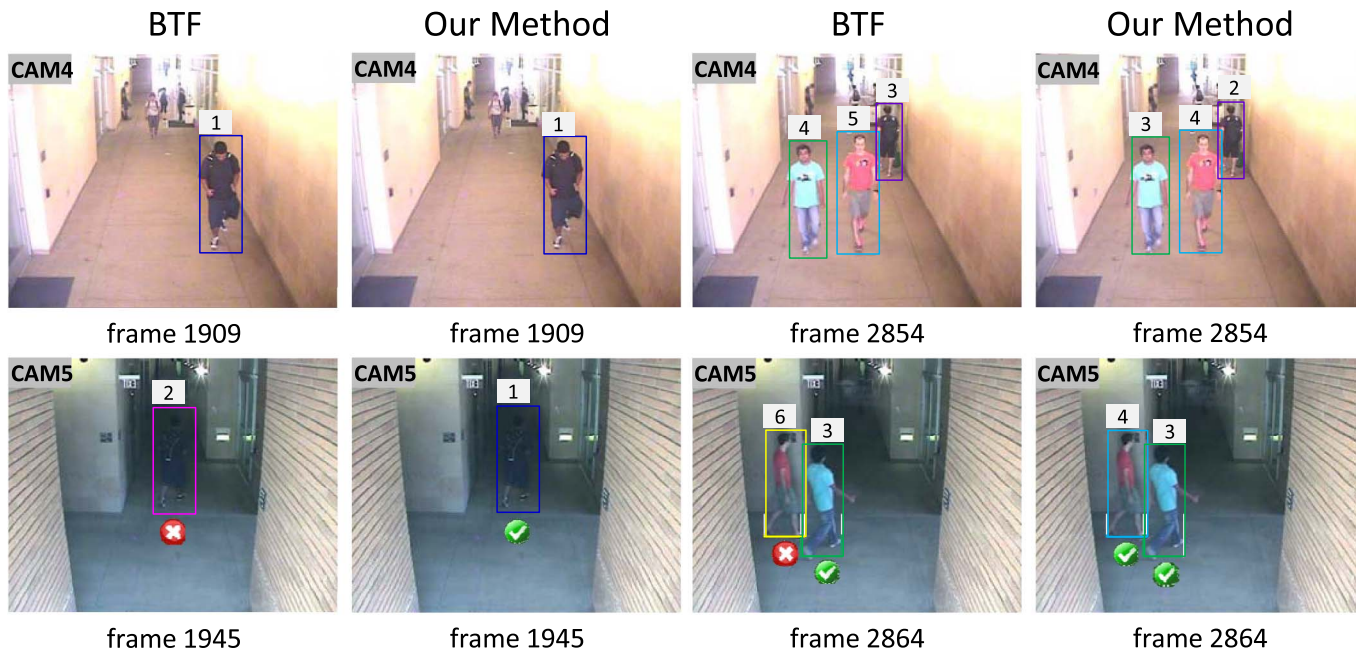 BTF Our Method BTF Our Method
CAM4 CAM4 CAM4 CAM4
1 1 4 5 3 3 4 2
frame 1909 frame 1909 frame 2854 frame 2854
CAM5 CAM5 CAM5 CAM5
2 1 6 3 4 3
frame 1945 frame 1945 frame 2864 frame 2864